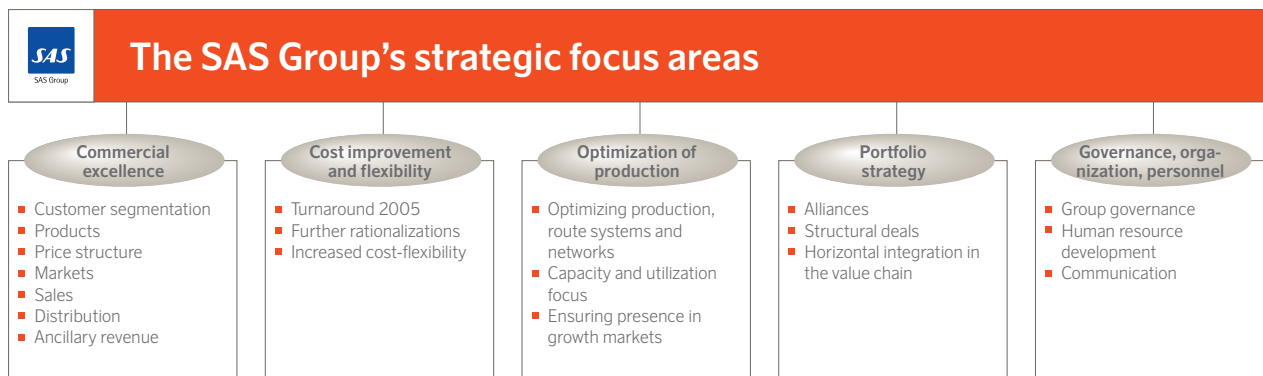 SAS
SAS Group
The SAS Group’s strategic focus areas
Commercial
excellence
Customer segmentation
Products
Price structure
Markets
Sales
Distribution
Ancillary revenue
Cost improvement
and flexibility
Turnaround 2005
Further rationalizations
Increased cost-flexibility
Optimization of
production
Optimizing production,
route systems and
networks
Capacity and utilization
focus
Ensuring presence in
growth markets
Portfolio
strategy
Alliances
Structural deals
Horizontal integration in
the value chain
Governance, orga-
nization, personnel
Group governance
Human resource
development
Communication